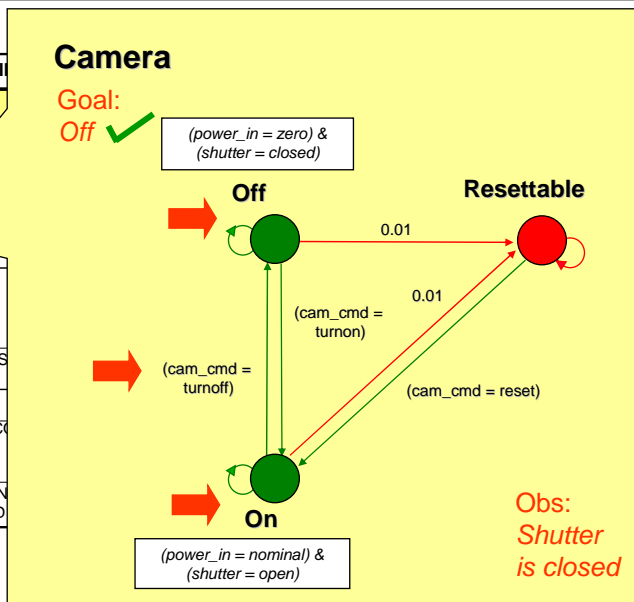 Camera
Goal:
Off
(power_in = zero) &
(shutter = closed)
Off
Resettable
0.01
0.01
(cam_cmd =
turnon)
(cam_cmd =
turnoff)
(cam_cmd = reset)
On
(power_in = nominal) &
(shutter = open)
Obs:
Shutter
is closed